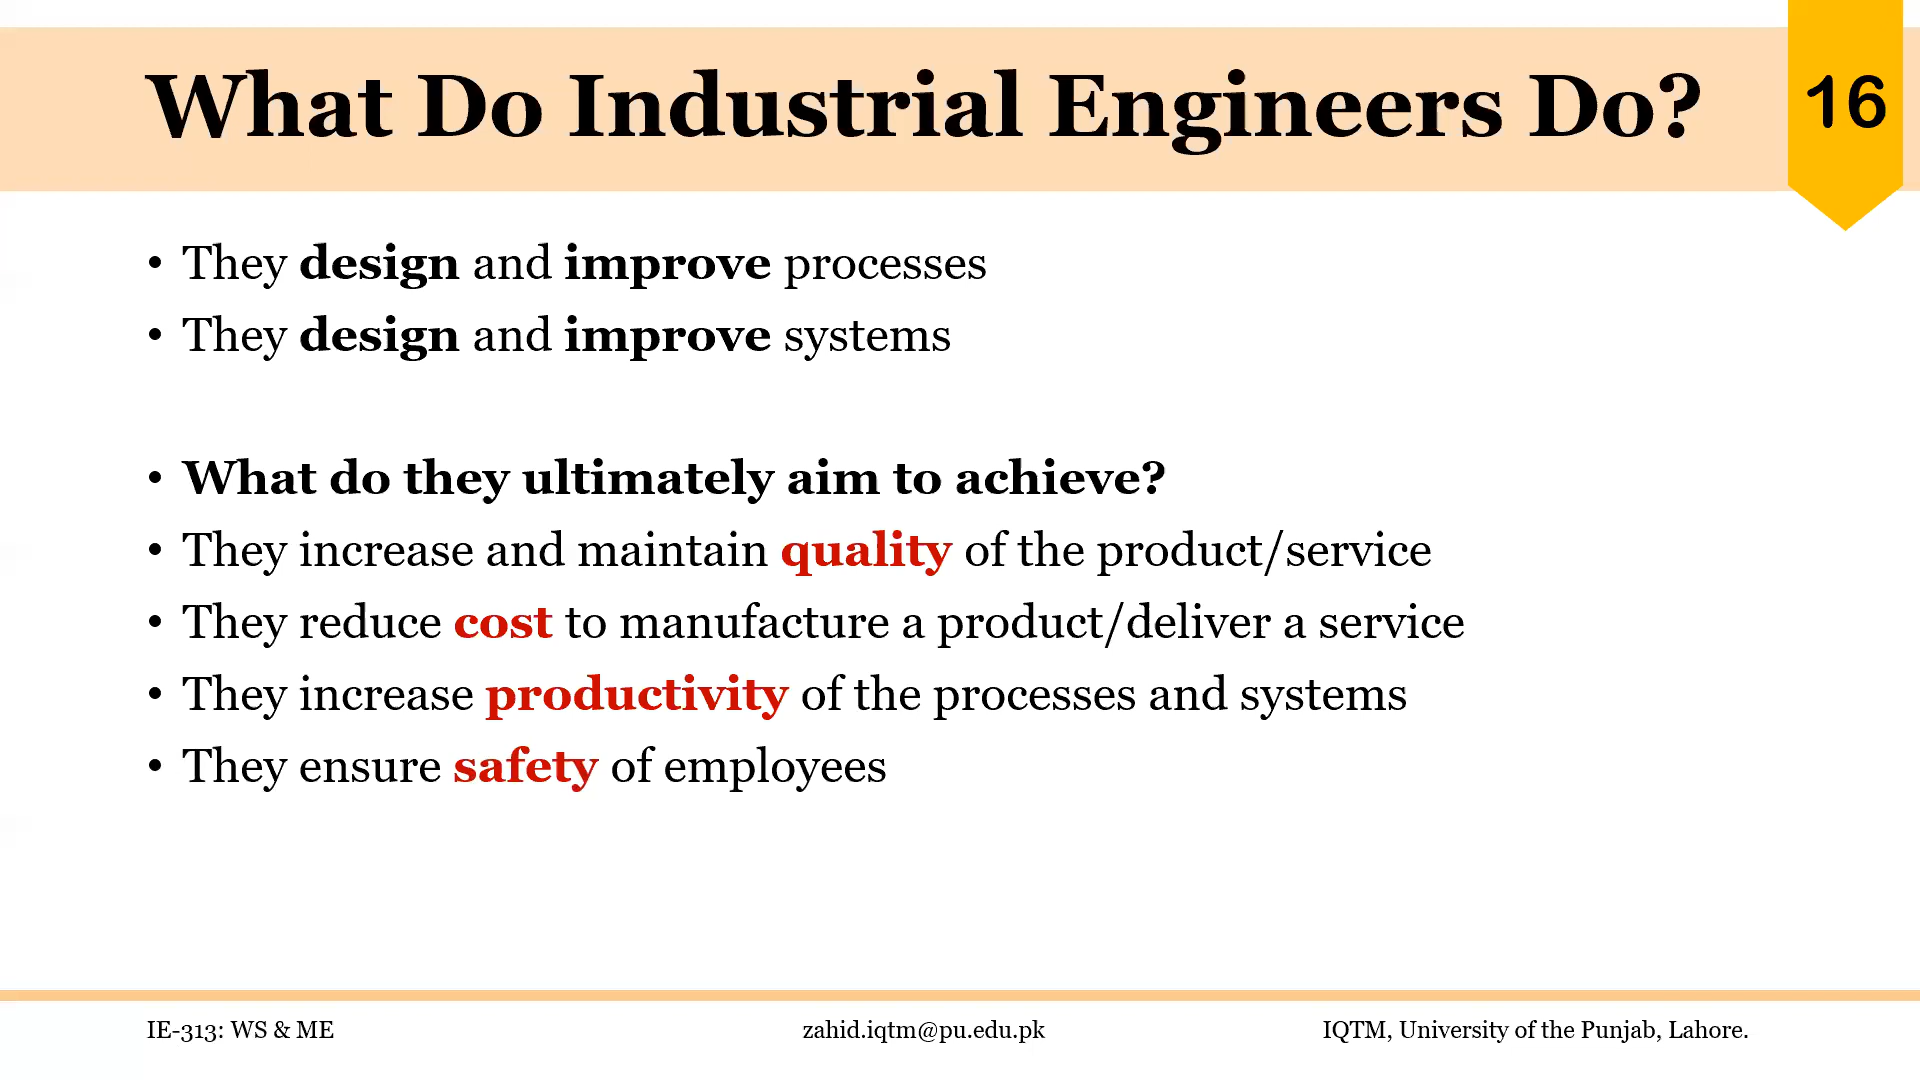 What Do Industrial Engineers Do?
16
• They design and improve processes
• They design and improve systems
• What do they ultimately aim to achieve?
• They increase and maintain quality of the product/service
• They reduce cost to manufacture a product/deliver a service
• They increase productivity of the processes and systems
• They ensure safety of employees
IE-313: WS & ME
zahid.iqtm@pu.edu.pk
IQTM, University of the Punjab, Lahore.